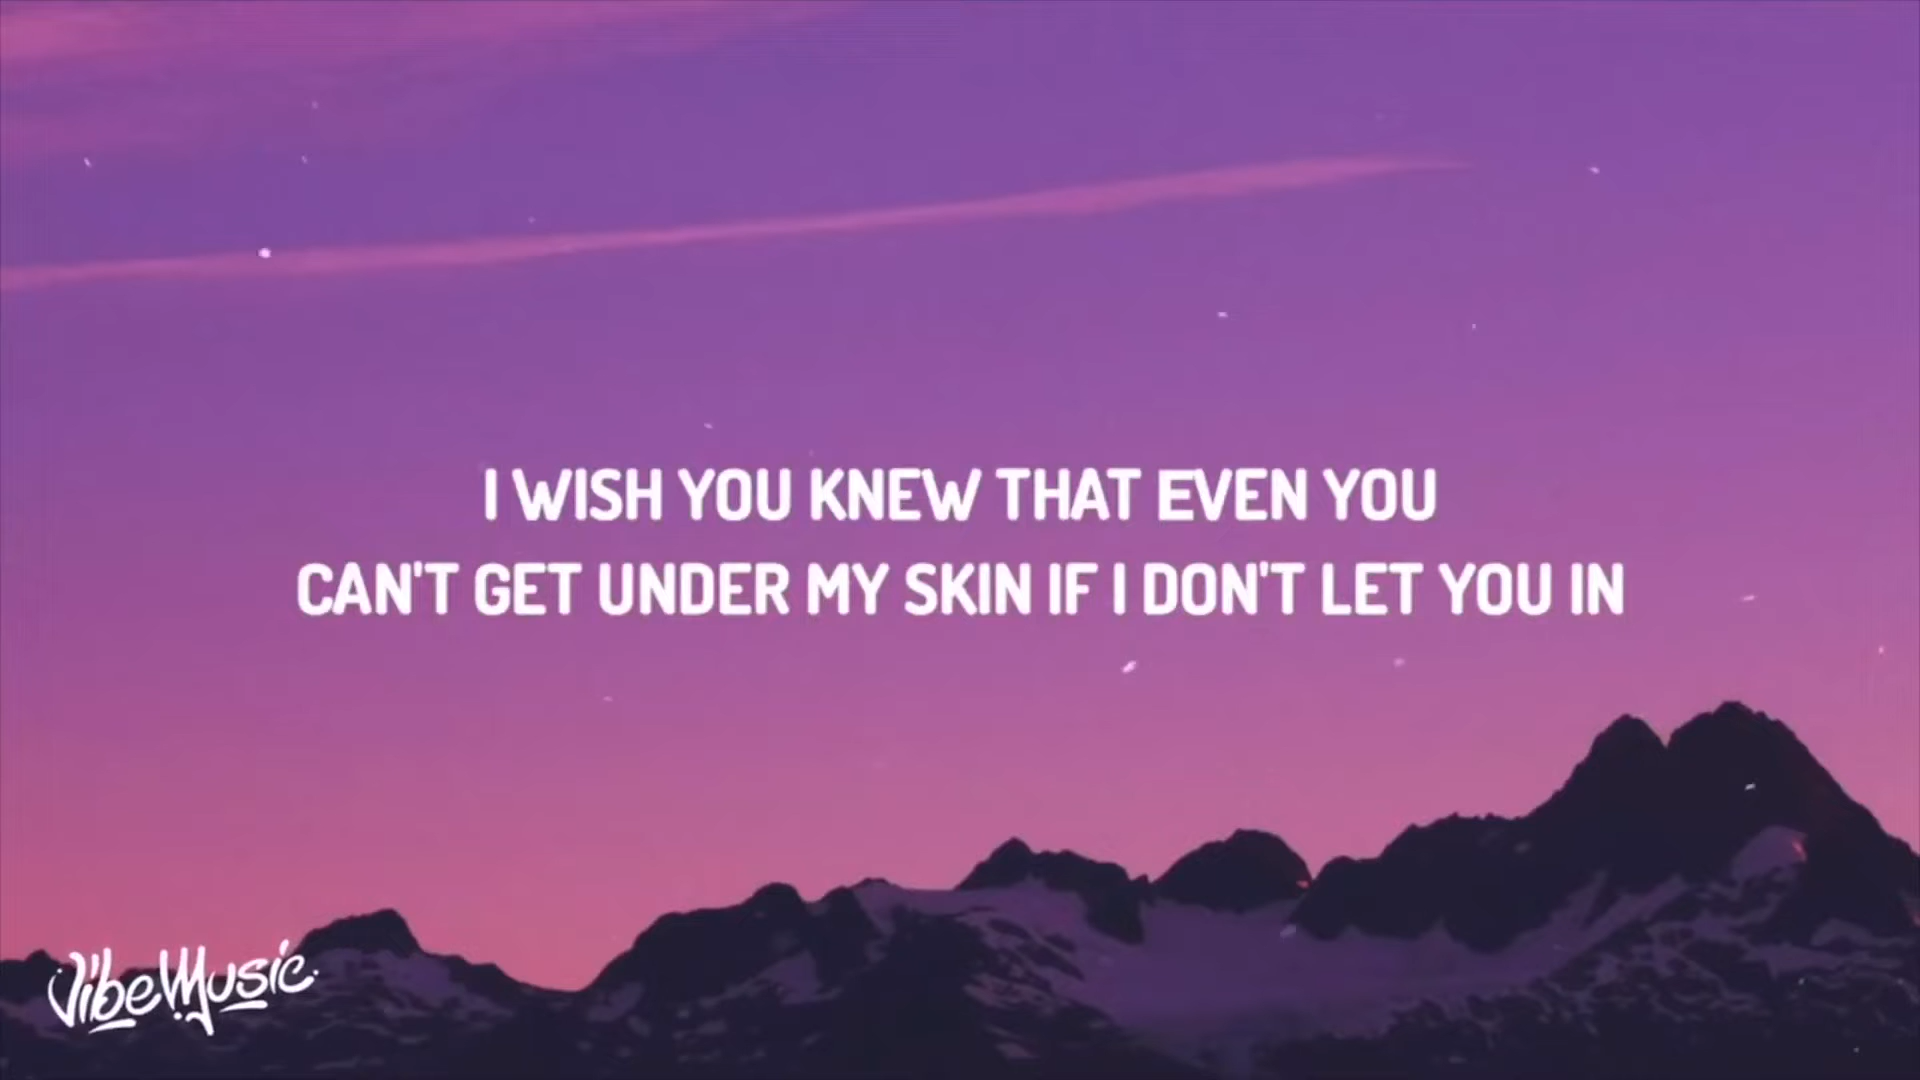 I WISH YOU KNEW THAT EVEN YOU
CAN'T GET UNDER MY SKIN IF I DON'T LET YOU IN
VibeMusic